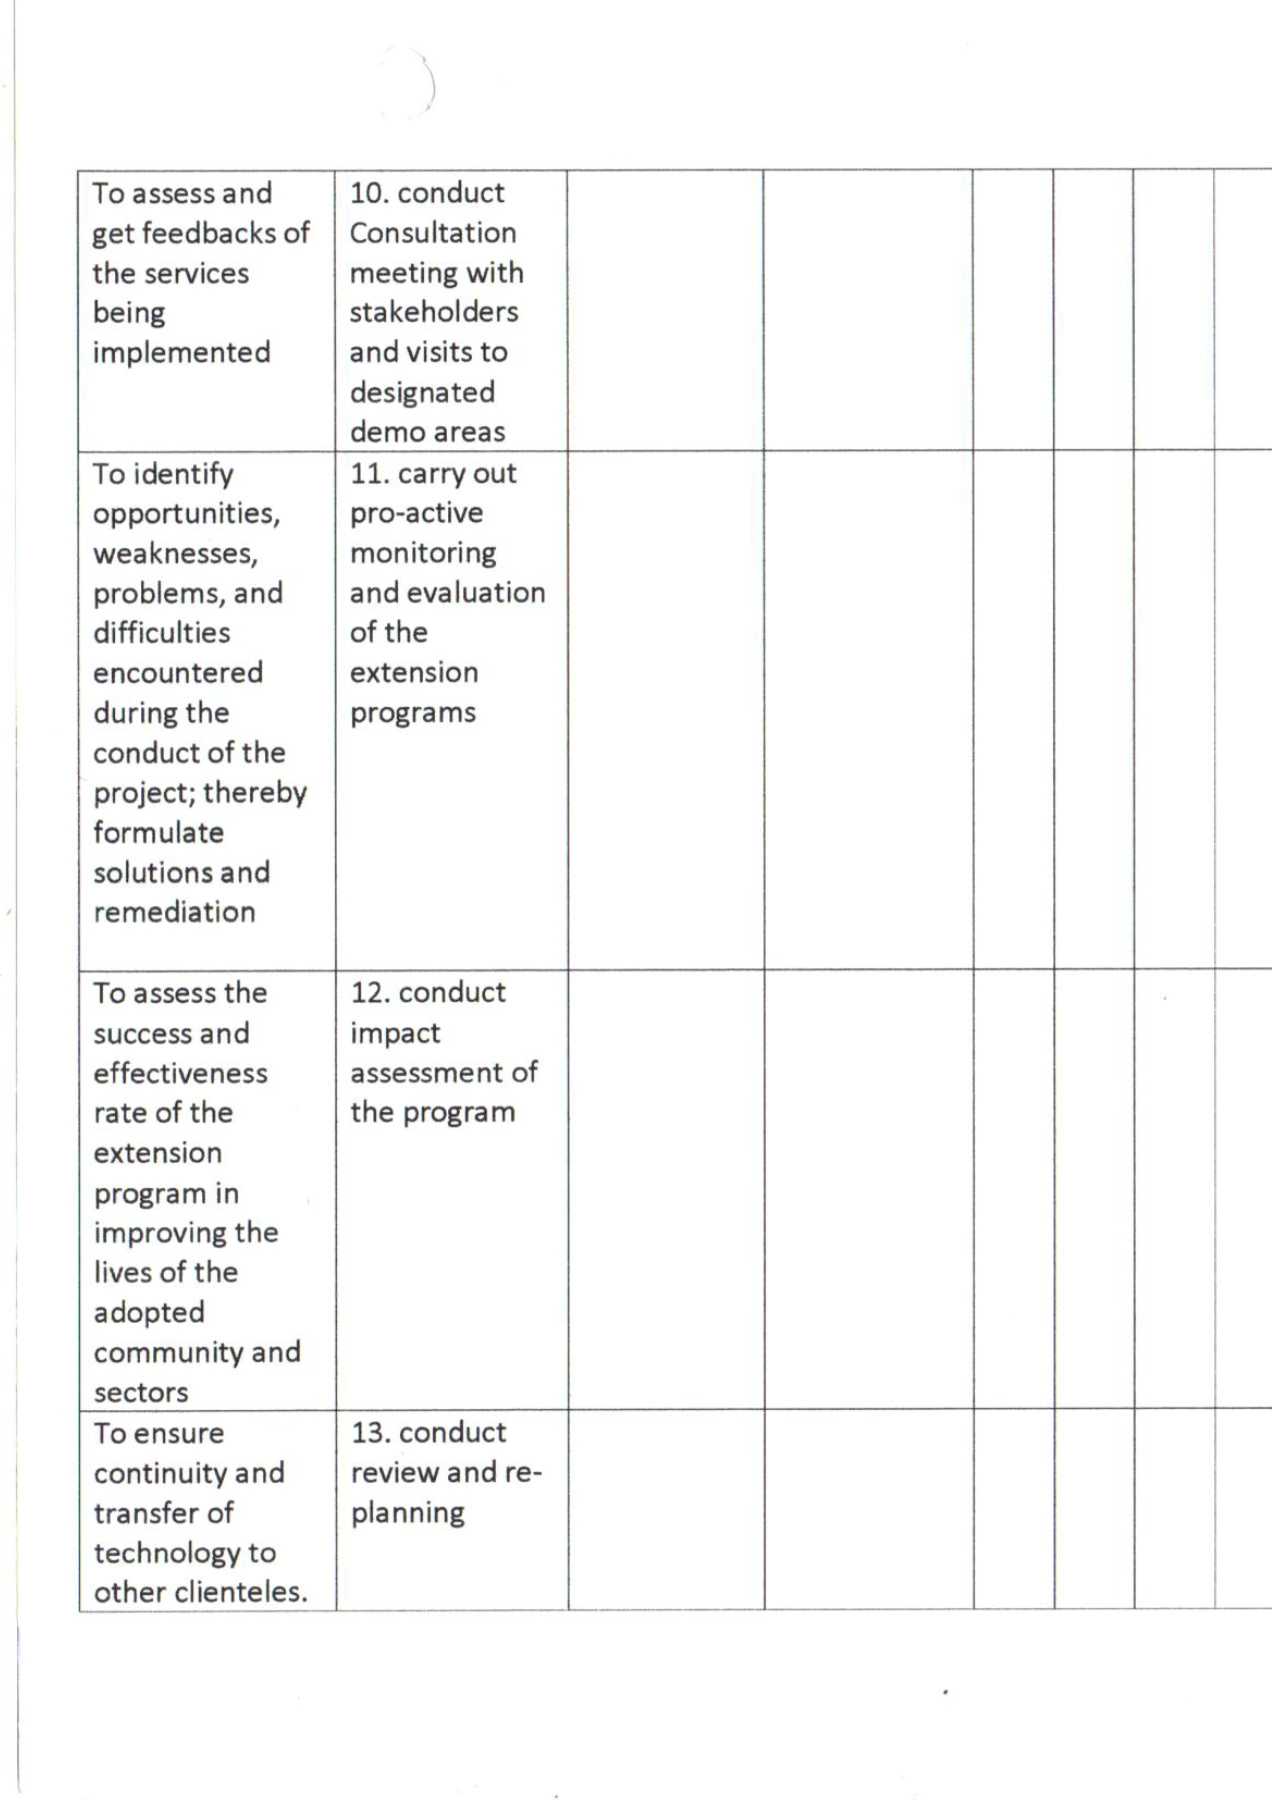 To assess and
get feedbacks of
the services
being
implemented
10. conduct
Consultation
meeting with
stakeholders
and visits to
designated
demo areas
To identify
opportunities,
weaknesses,
problems, and
difficulties
encountered
during the
conduct of the
project; thereby
formulate
solutions and
remediation
11. carry out
pro-active
monitoring
and evaluation
of the
extension
programs
To assess the
success and
effectiveness
rate of the
extension
program in
improving the
lives of the
adopted
community and
sectors
12. conduct
impact
assessment of
the program
To ensure
continuity and
transfer of
technology to
other clienteles.
13. conduct
review and re-
planning